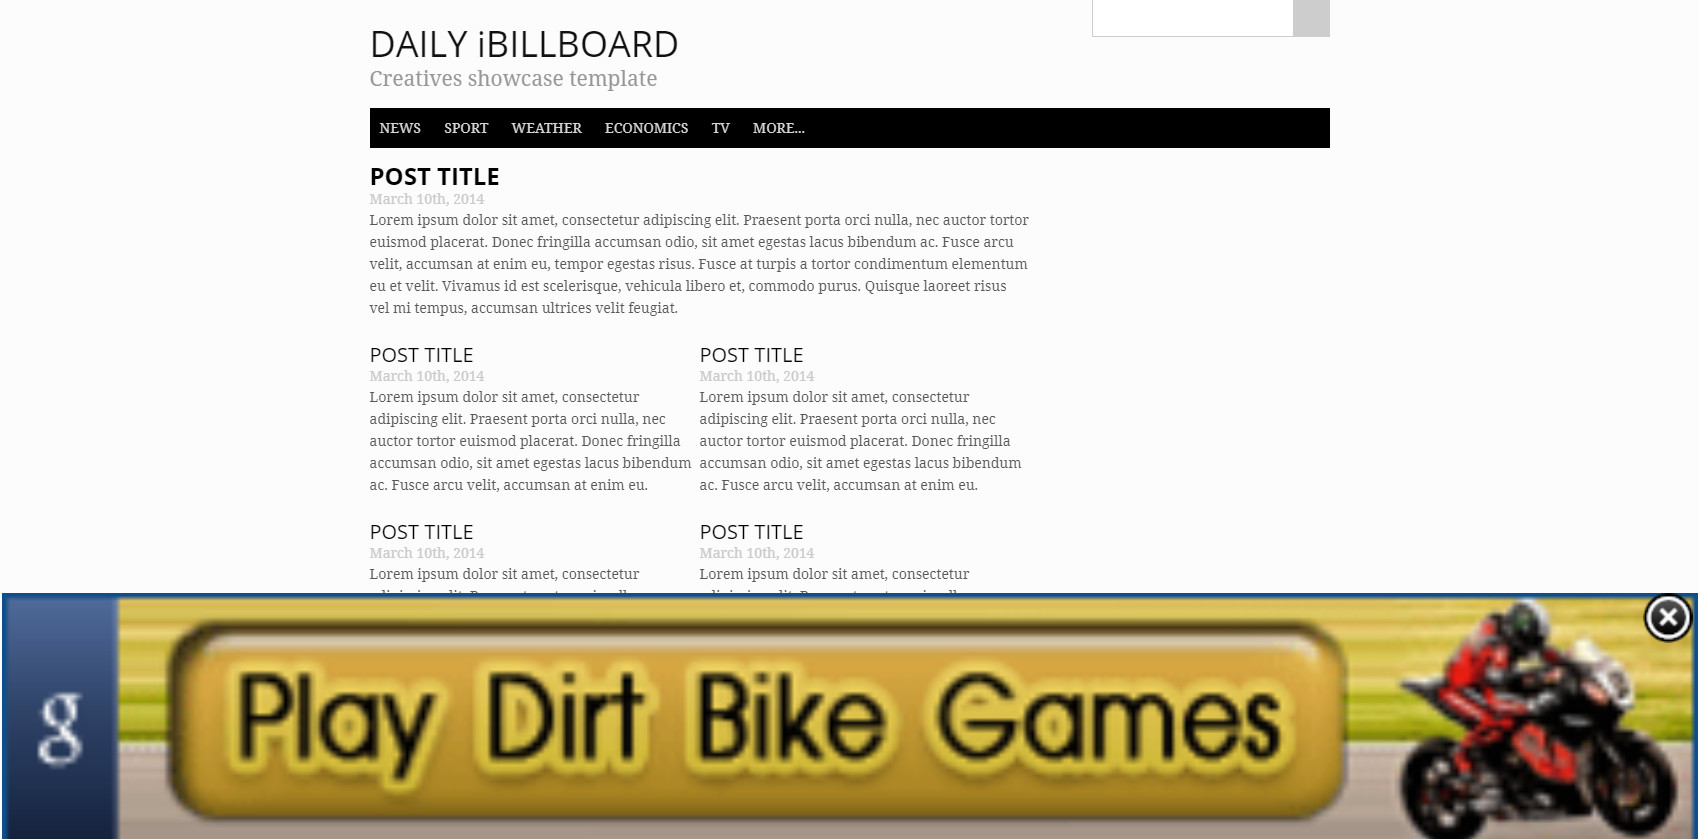 DAILY iBILLBOARD
Creatives showcase template
NEWS SPORT WEATHER ECONOMICS TV MORE...
POST TITLE
March 10th, 2014
Lorem ipsum dolor sit amet, consectetur adipiscing elit. Praesent porta orci nulla, nec auctor tortor
euismod placerat. Donec fringilla accumsan odio, sit amet egestas lacus bibendum ac. Fusce arcu
velit, accumsan at enim eu, tempor egestas risus. Fusce at turpis a tortor condimentum elementum
eu et velit. Vivamus id est scelerisque, vehicula libero et, commodo purus. Quisque laoreet risus
vel mi tempus, accumsan ultrices velit feugiat.
POST TITLE
March 10th, 2014
Lorem ipsum dolor sit amet, consectetur
adipiscing elit. Praesent porta orci nulla, nec
auctor tortor euismod placerat. Donec fringilla
accumsan odio, sit amet egestas lacus bibendum
ac. Fusce arcu velit, accumsan at enim eu.
POST TITLE
March 10th, 2014
Lorem ipsum dolor sit amet, consectetur
adipiscing elit. Praesent porta orci nulla, nec
auctor tortor euismod placerat. Donec fringilla
accumsan odio, sit amet egestas lacus bibendum
ac. Fusce arcu velit, accumsan at enim eu.
POST TITLE
March 10th, 2014
Lorem ipsum dolor sit amet, consectetur
POST TITLE
March 10th, 2014
Lorem ipsum dolor sit amet, consectetur
g
Play Dirt Bike Games